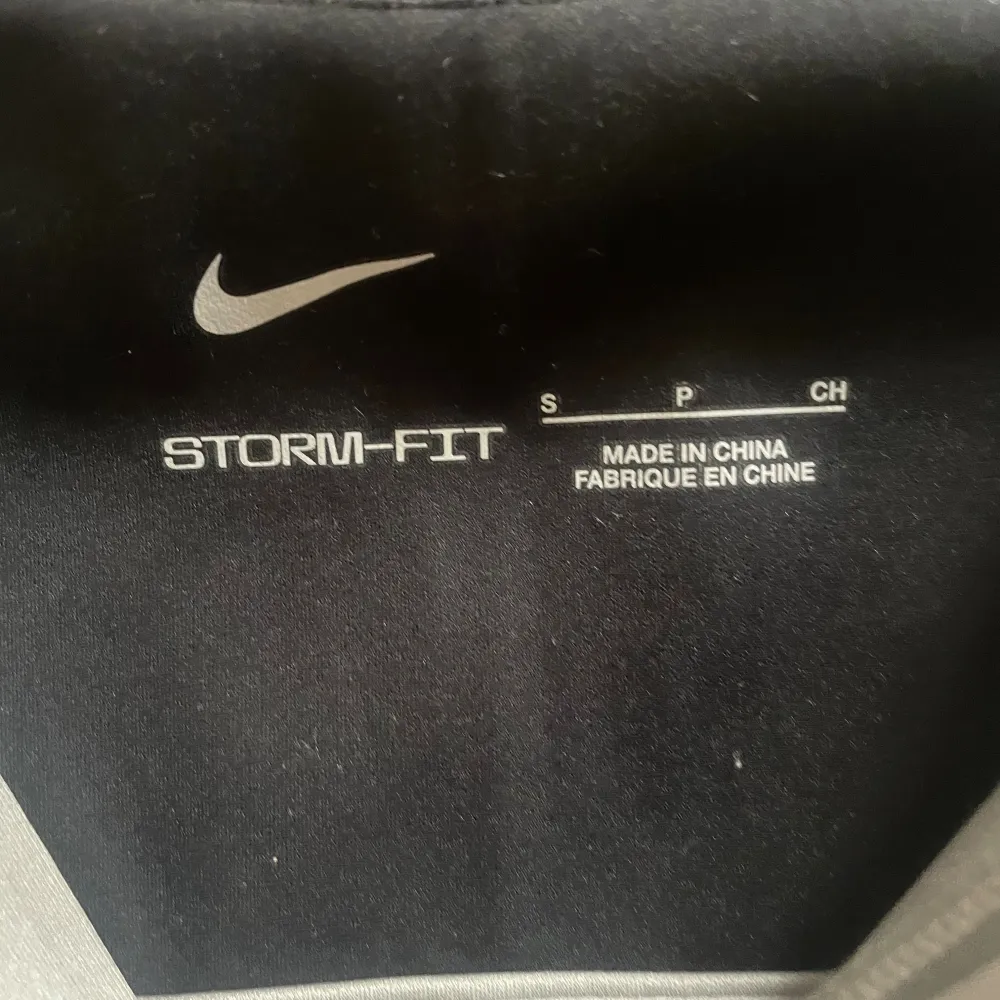 STORM-FIT
S P CH
MADE IN CHINA
FABRIQUE EN CHINE